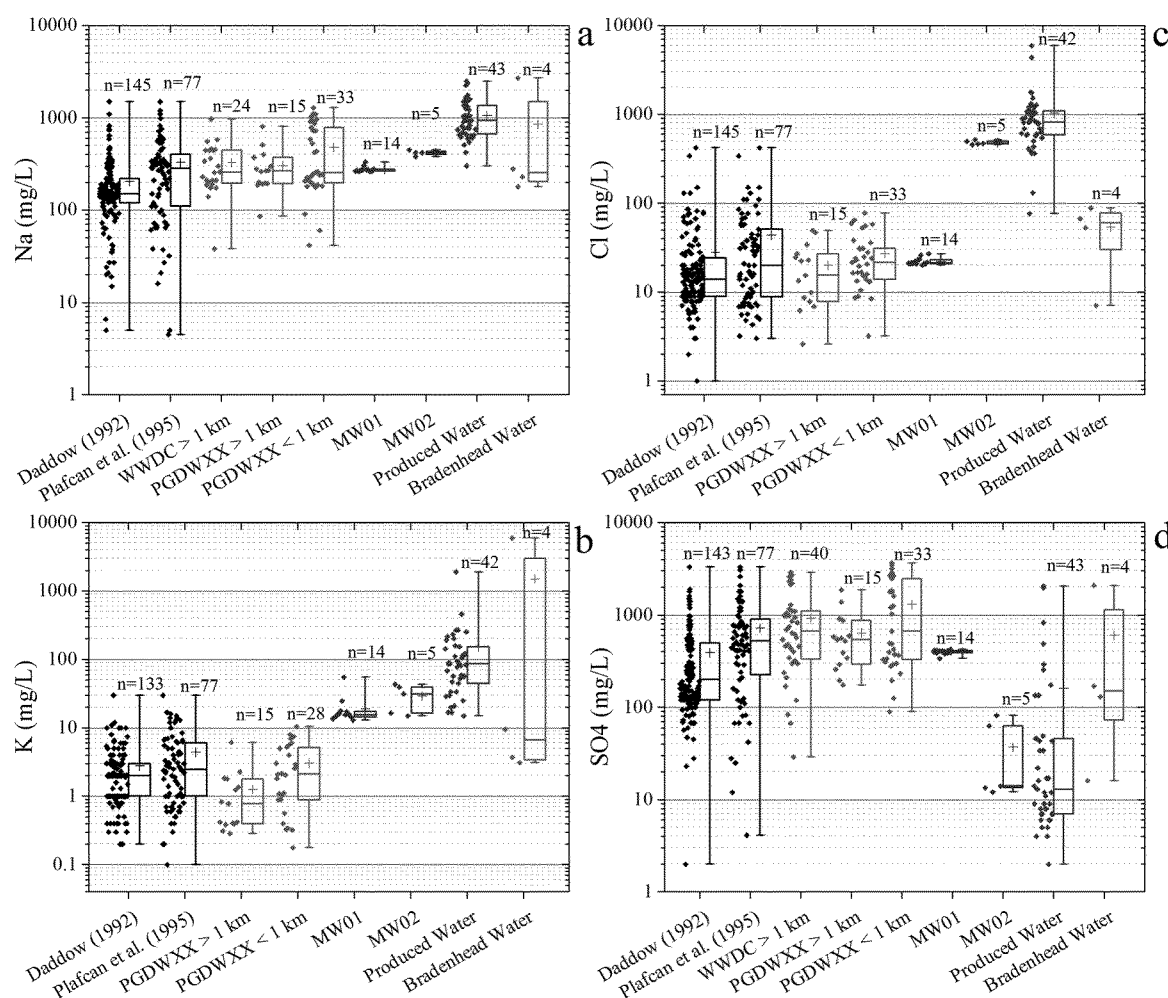 a
Na (mg/L)
10000
1000
100
10
1
n=145
n=77
n=24
n=15
n=33
n=14
n=5
n=43
n=4
Daddow (1992)
Plafcan et al. (1995)
WWDC > 1 km
PGDWXX > 1 km
PGDWXX < 1 km
MW01
MW02
Produced Water
Bradenhead Water
c
Cl (mg/L)
10000
1000
100
10
1
n=145
n=77
n=15
n=33
n=14
n=5
n=42
n=4
Daddow (1992)
Plafcan et al. (1995)
PGDWXX > 1 km
PGDWXX < 1 km
MW01
MW02
Produced Water
Bradenhead Water
b
K (mg/L)
10000
1000
100
10
1
0.1
n=133
n=77
n=15
n=28
n=14
n=5
n=42
n=4
Daddow (1992)
Plafcan et al. (1995)
PGDWXX > 1 km
PGDWXX < 1 km
MW01
MW02
Produced Water
Bradenhead Water
d
SO4 (mg/L)
10000
1000
100
10
1
n=143
n=77
n=40
n=15
n=33
n=14
n=5
n=43
n=4
Daddow (1992)
Plafcan et al. (1995)
WWDC > 1 km
PGDWXX > 1 km
PGDWXX < 1 km
MW01
MW02
Produced Water
Bradenhead Water